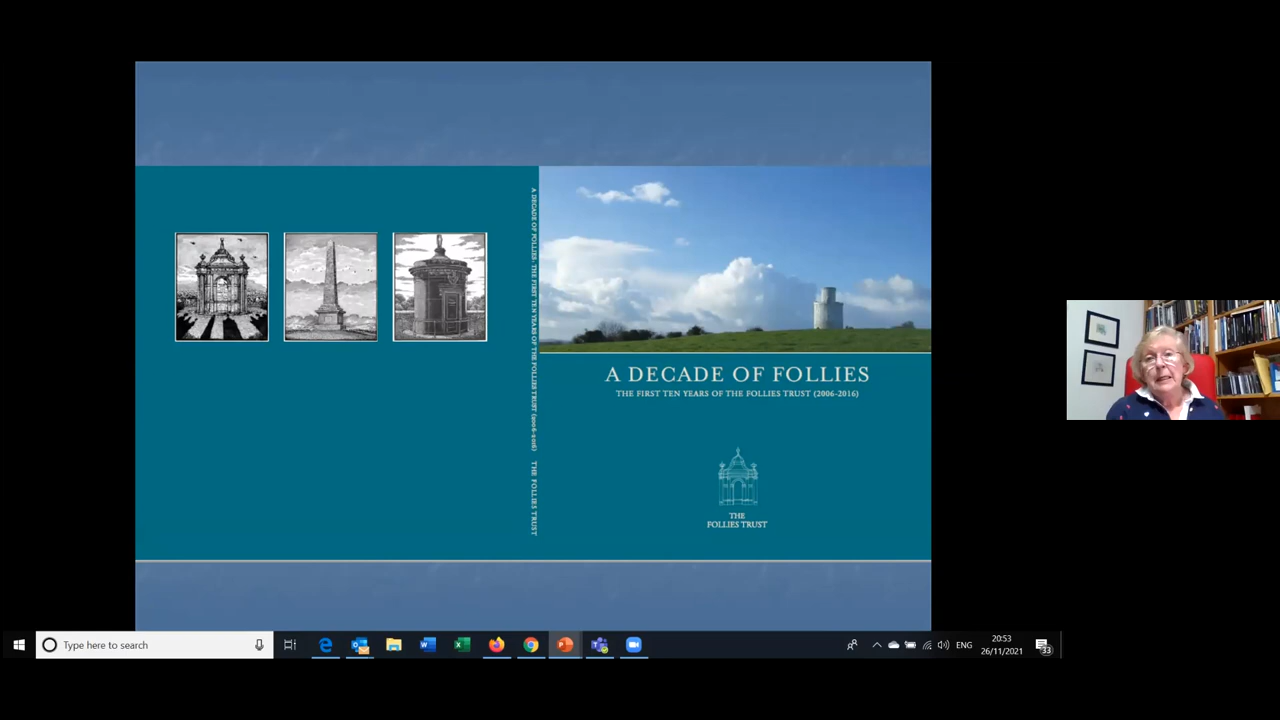 A DECADE OF FOLLIES · THE FIRST TEN YEARS OF THE FOLLIES TRUST (2006-2016) THE FOLLIES TRUST
A DECADE OF FOLLIES
THE FIRST TEN YEARS OF THE FOLLIES TRUST (2006-2016)
THE
FOLLIES TRUST
Type here to search
ENG
20:53
26/11/2021
33